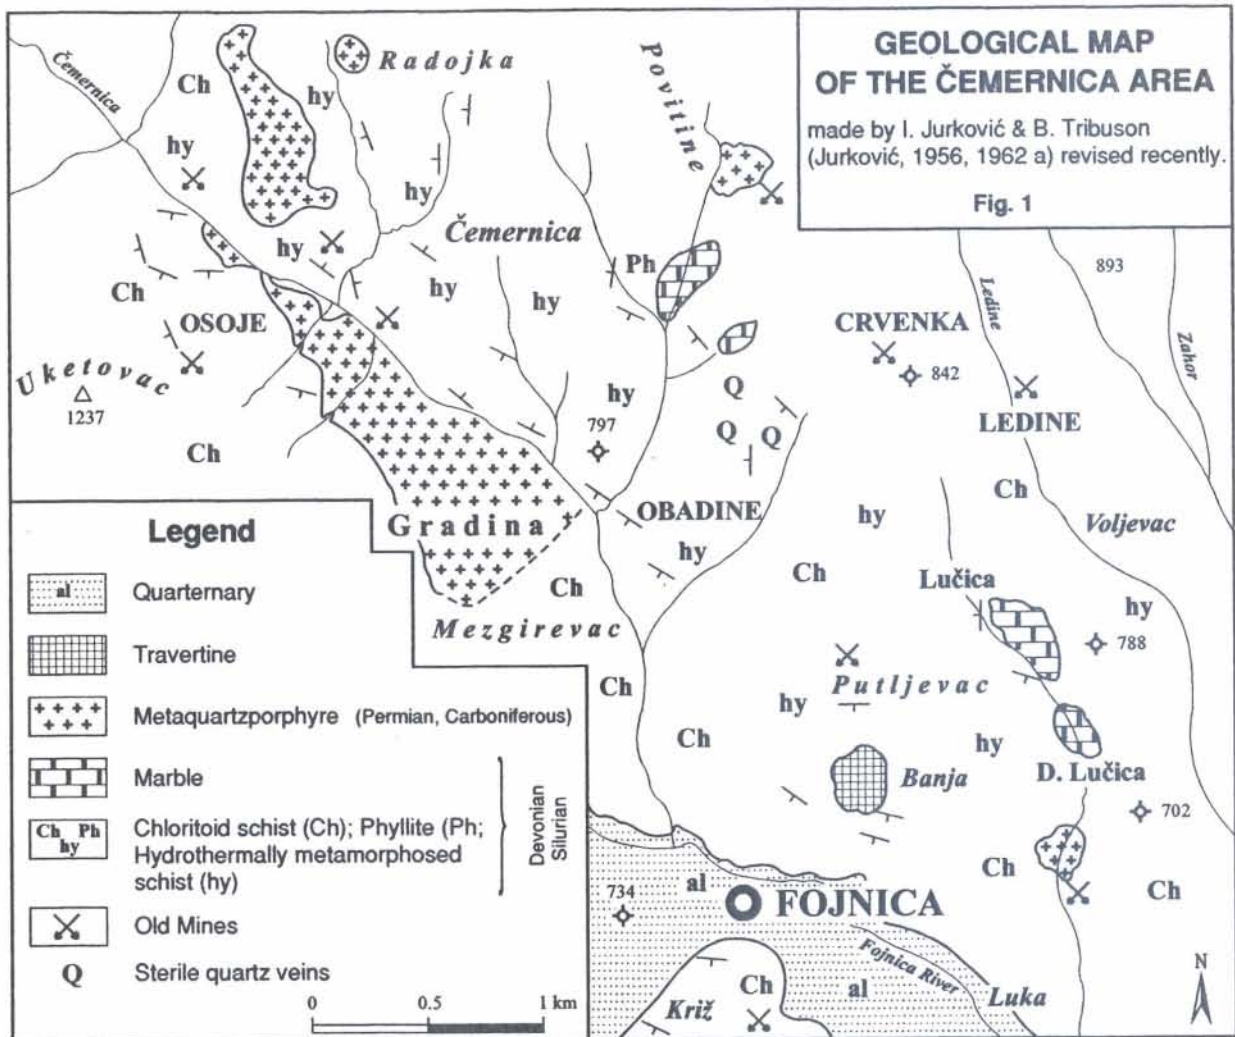 GEOLOGICAL MAP
OF THE ČEMERNICA AREA
made by I. Jurković & B. Tribuson
(Jurković, 1956, 1962 a) revised recently.
Fig. 1
Čemernica
Ch
hy
Radojka
hy
Povitine
hy
Čemernica
hy
Ph
893
Ledine
Zahor
Ch
OSOJE
hy
hy
CRVENKA
842
Uketovac
1237
Q
hy
797
Q
Q
LEDINE
Ch
Ch
Gradina
OBADINE
hy
Voljevac
hy
Ch
Ch
Lučica
hy
Mezgirevac
788
Ch
Putljevac
hy
Ch
hy
Banja
D. Lučica
702
Ch
Ch
734
al
FOJNICA
Fojnica River
Ch
al
Luka
Križ
N
Legend
al
Quarternary
Travertine
Metaquartzporphyre (Permian, Carboniferous)
Marble
Ch Ph
hy
Chloritoid schist (Ch); Phyllite (Ph;
Hydrothermally metamorphosed
schist (hy)
Devonian
Silurian
Old Mines
Q
Sterile quartz veins
0 0.5 1 km